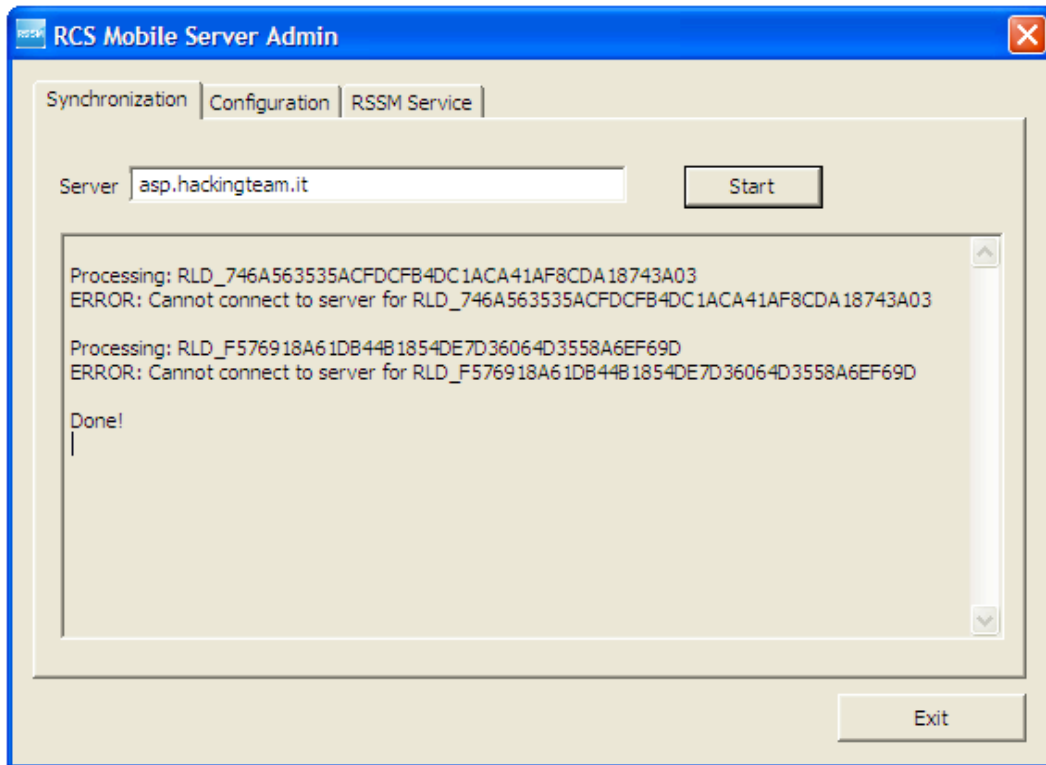 RSSM RCS Mobile Server Admin
Synchronization Configuration RSSM Service
Server asp.hackingteam.it Start
Processing: RLD_746A563535ACFDCFB4DC1ACA41AF8CDA18743A03
ERROR: Cannot connect to server for RLD_746A563535ACFDCFB4DC1ACA41AF8CDA18743A03
Processing: RLD_F576918A61DB44B1854DE7D36064D3558A6EF69D
ERROR: Cannot connect to server for RLD_F576918A61DB44B1854DE7D36064D3558A6EF69D
Done!
Exit